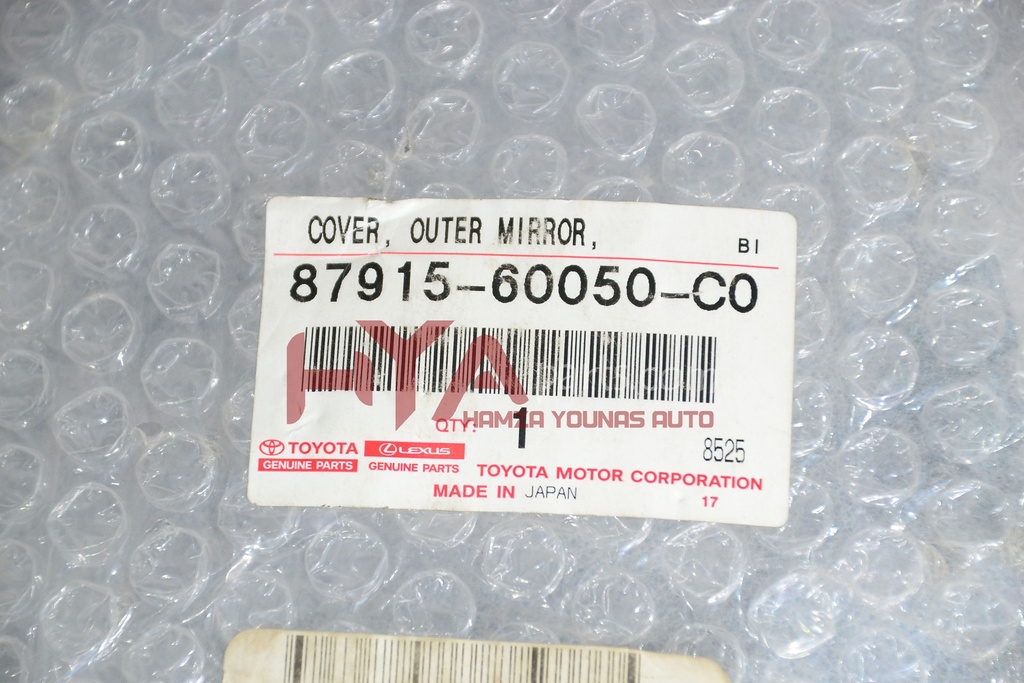 COVER, OUTER MIRROR,
BI
87915-60050-C0
HYA
HAMZA YOUNAS AUTO
QTY: 1
8525
TOYOTA LEXUS
GENUINE PARTS GENUINE PARTS
TOYOTA MOTOR CORPORATION
MADE IN JAPAN
17